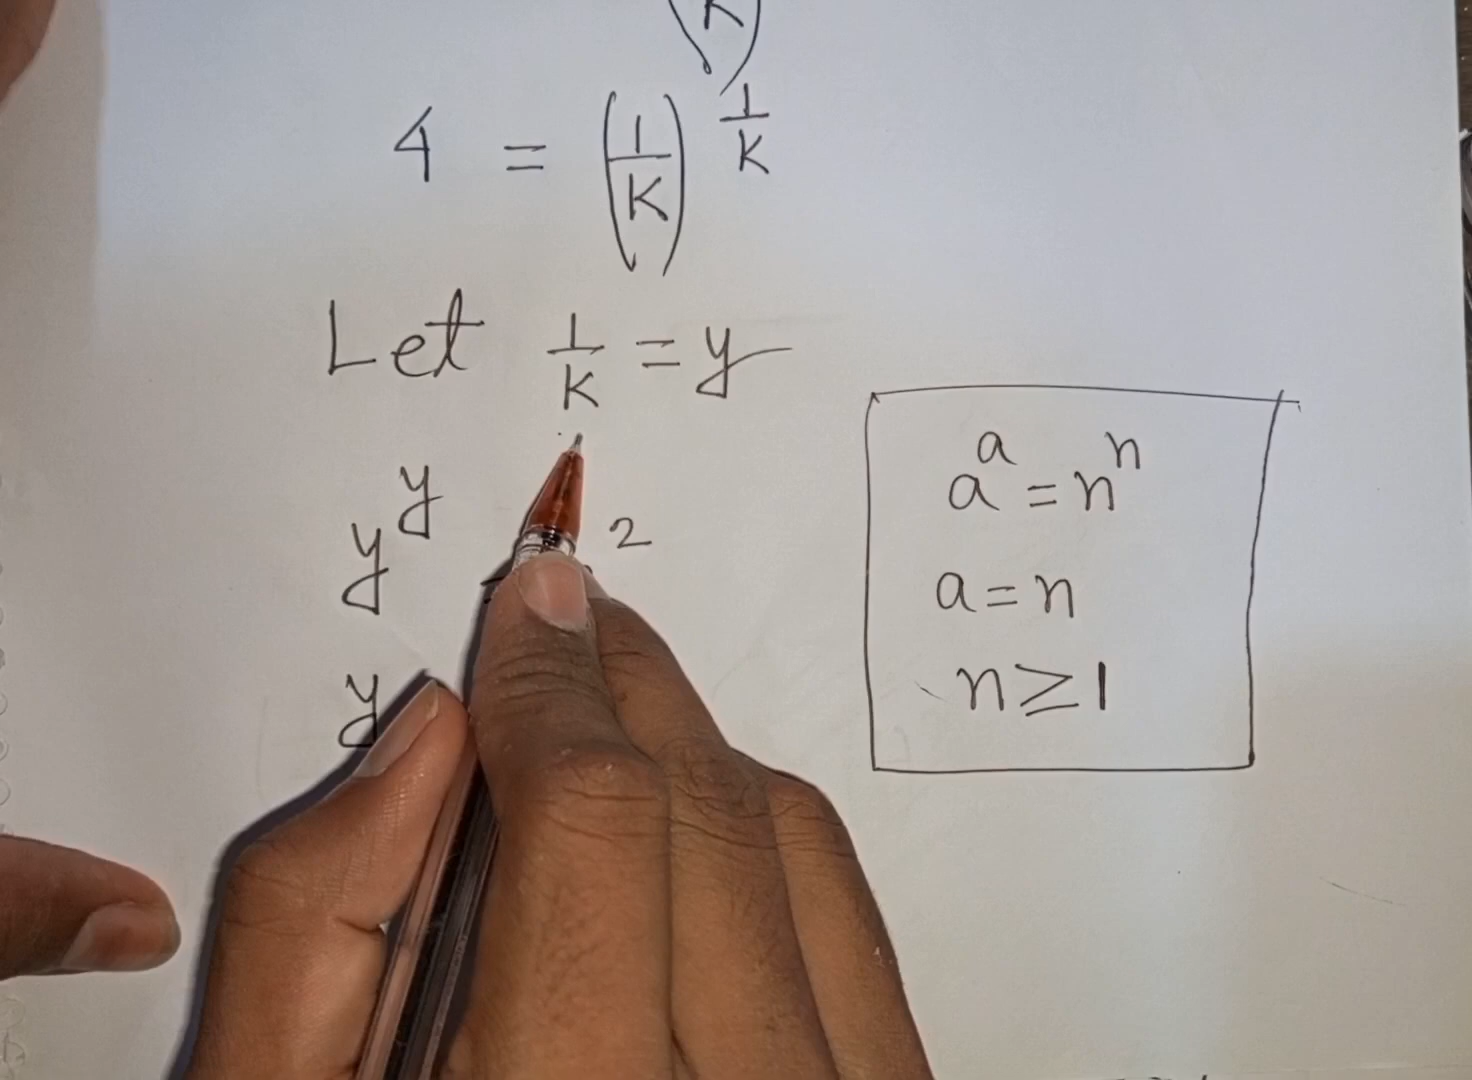 4 = (1/K)^(1/K)
Let 1/K = y
y^y 2
y
a^a = n^n
a = n
n ≥ 1